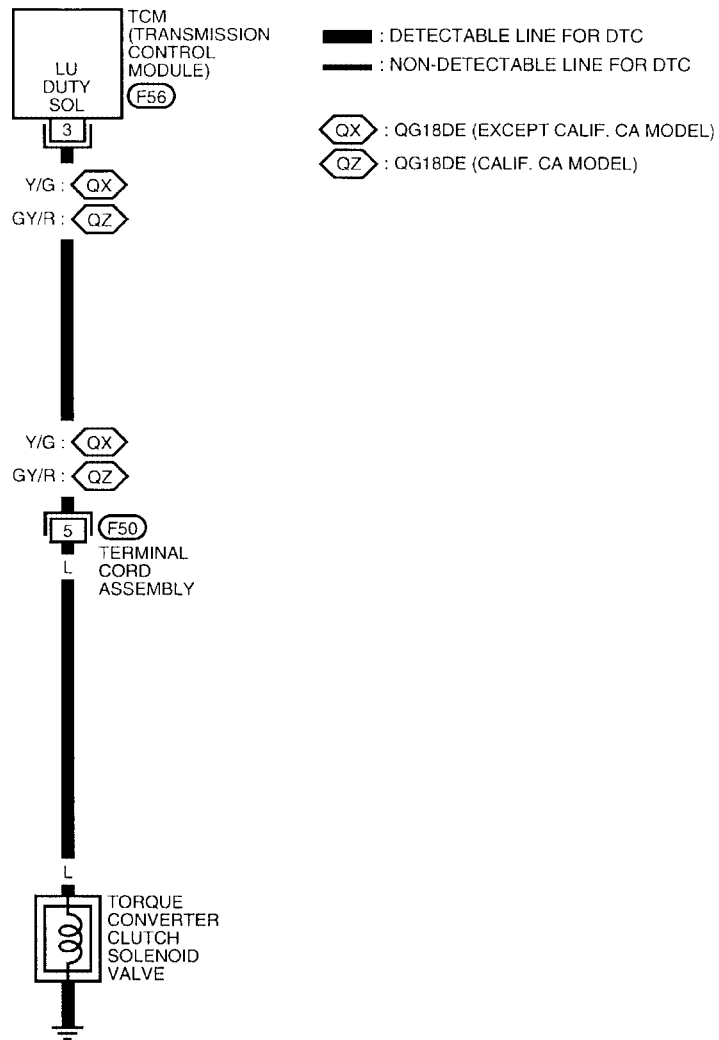 TCM
(TRANSMISSION
CONTROL
MODULE)
F56
LU
DUTY
SOL
3
: DETECTABLE LINE FOR DTC
: NON-DETECTABLE LINE FOR DTC
QX : QG18DE (EXCEPT CALIF. CA MODEL)
QZ : QG18DE (CALIF. CA MODEL)
Y/G : QX
GY/R : QZ
Y/G : QX
GY/R : QZ
5 F50
TERMINAL
CORD
ASSEMBLY
L
L
TORQUE
CONVERTER
CLUTCH
SOLENOID
VALVE